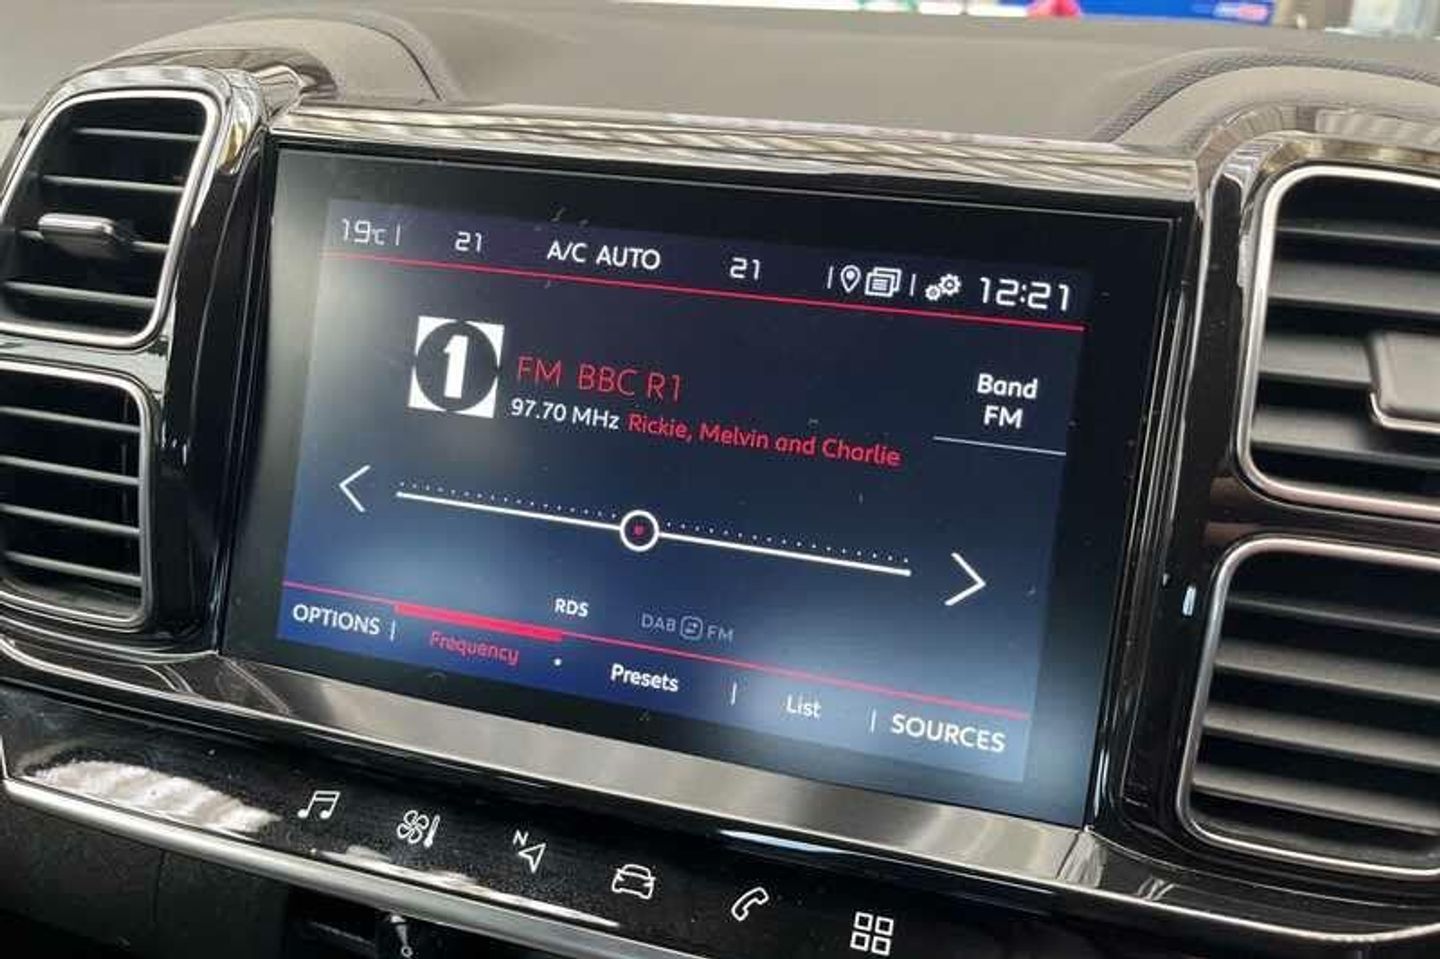 19°C 21 A/C AUTO 21 12:21
1
FM BBC R1
97.70 MHz Rickie, Melvin and Charlie
Band
FM
RDS DAB FM
OPTIONS Frequency Presets List SOURCES
N